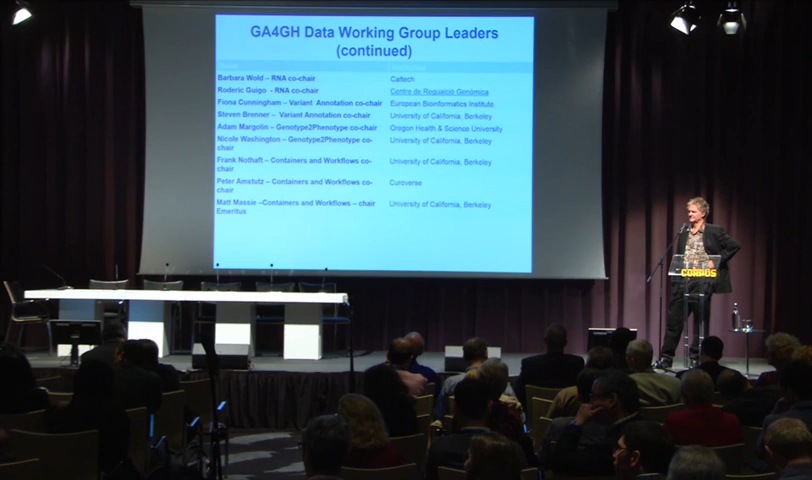 GA4GH Data Working Group Leaders
(continued)
Barbara Wold – RNA co-chair Caltech
Roderic Guigo - RNA co-chair Centre de Regualció Genòmica
Fiona Cunningham – Variant Annotation co-chair European Bioinformatics Institute
Steven Brenner – Variant Annotation co-chair University of California, Berkeley
Adam Margolin – Genotype2Phenotype co-chair Oregon Health & Science University
Nicole Washington – Genotype2Phenotype co- University of California, Berkeley
chair
Frank Nothaft – Containers and Workflows co- University of California, Berkeley
chair
Peter Amstutz – Containers and Workflows co- Curoverse
chair
Matt Massie –Containers and Workflows – chair University of California, Berkeley
Emeritus
CORPUS